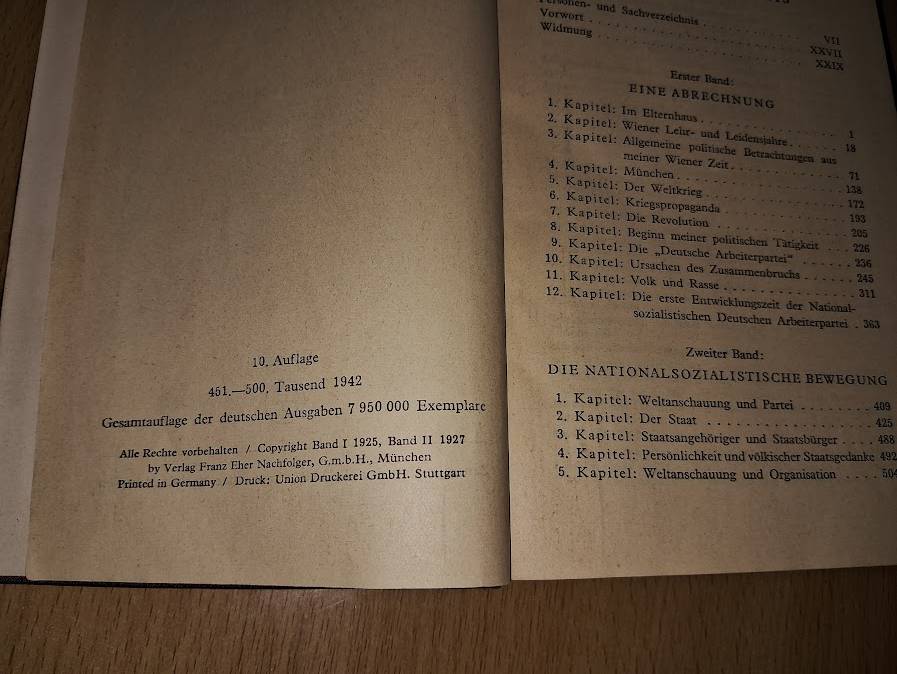 10. Auflage
451.—500. Tausend 1942
Gesamtauflage der deutschen Ausgaben 7 950 000 Exemplare
Alle Rechte vorbehalten / Copyright Band I 1925, Band II 1927
by Verlag Franz Eher Nachfolger, G.m.b.H., München
Printed in Germany / Druck: Union Druckerei GmbH. Stuttgart
Personen- und Sachverzeichnis . . . . . . . . VII
Vorwort . . . . . . . . XXVII
Widmung . . . . . . . . XXIX
Erster Band:
EINE ABRECHNUNG
1. Kapitel: Im Elternhaus . . . . . . . . 1
2. Kapitel: Wiener Lehr- und Leidensjahre . . . . . . 18
3. Kapitel: Allgemeine politische Betrachtungen aus
meiner Wiener Zeit . . . . . . . . 71
4. Kapitel: München . . . . . . . . 138
5. Kapitel: Der Weltkrieg . . . . . . . . 172
6. Kapitel: Kriegspropaganda . . . . . . . . 193
7. Kapitel: Die Revolution . . . . . . . . 205
8. Kapitel: Beginn meiner politischen Tätigkeit . . . 226
9. Kapitel: Die „Deutsche Arbeiterpartei“ . . . . . . 236
10. Kapitel: Ursachen des Zusammenbruchs . . . . . 245
11. Kapitel: Volk und Rasse . . . . . . . . 311
12. Kapitel: Die erste Entwicklungszeit der National-
sozialistischen Deutschen Arbeiterpartei . 363
Zweiter Band:
DIE NATIONALSOZIALISTISCHE BEWEGUNG
1. Kapitel: Weltanschauung und Partei . . . . . . . . 409
2. Kapitel: Der Staat . . . . . . . . 425
3. Kapitel: Staatsangehöriger und Staatsbürger . . . . 488
4. Kapitel: Persönlichkeit und völkischer Staatsgedanke 492
5. Kapitel: Weltanschauung und Organisation . . . . 504